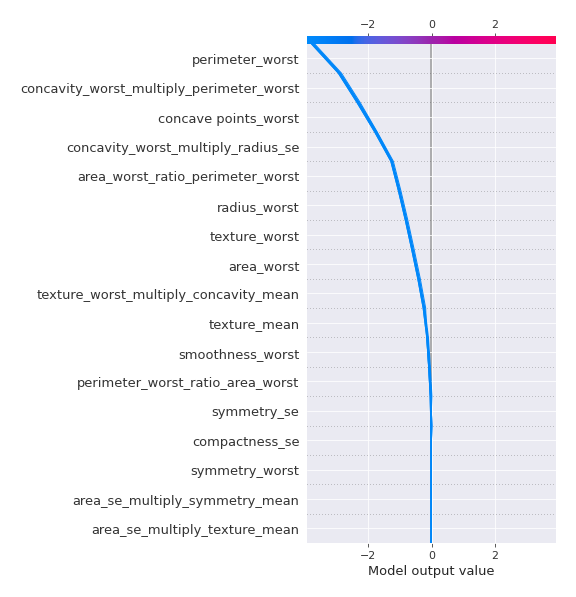 −2 0 2
perimeter_worst
concavity_worst_multiply_perimeter_worst
concave points_worst
concavity_worst_multiply_radius_se
area_worst_ratio_perimeter_worst
radius_worst
texture_worst
area_worst
texture_worst_multiply_concavity_mean
texture_mean
smoothness_worst
perimeter_worst_ratio_area_worst
symmetry_se
compactness_se
symmetry_worst
area_se_multiply_symmetry_mean
area_se_multiply_texture_mean
−2 0 2
Model output value